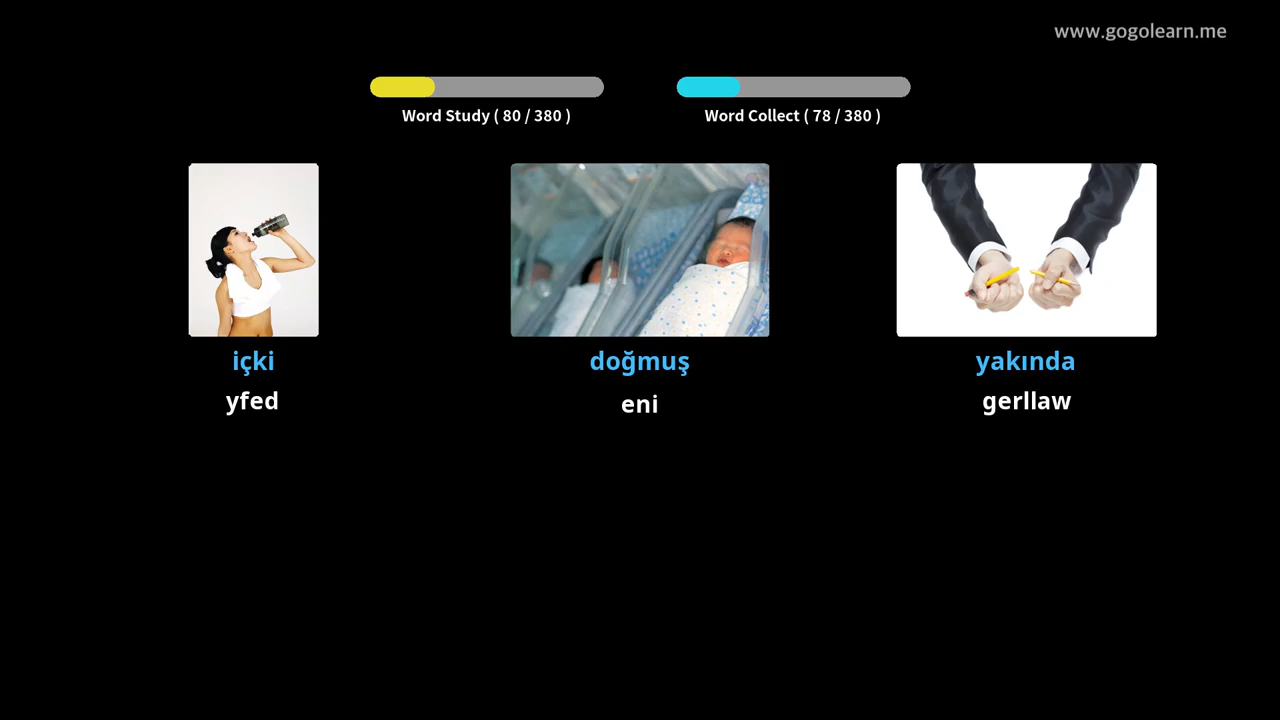 www.gogolearn.me
Word Study ( 80 / 380 )
Word Collect ( 78 / 380 )
içki
doğmuş
yakında
yfed
eni
gerllaw